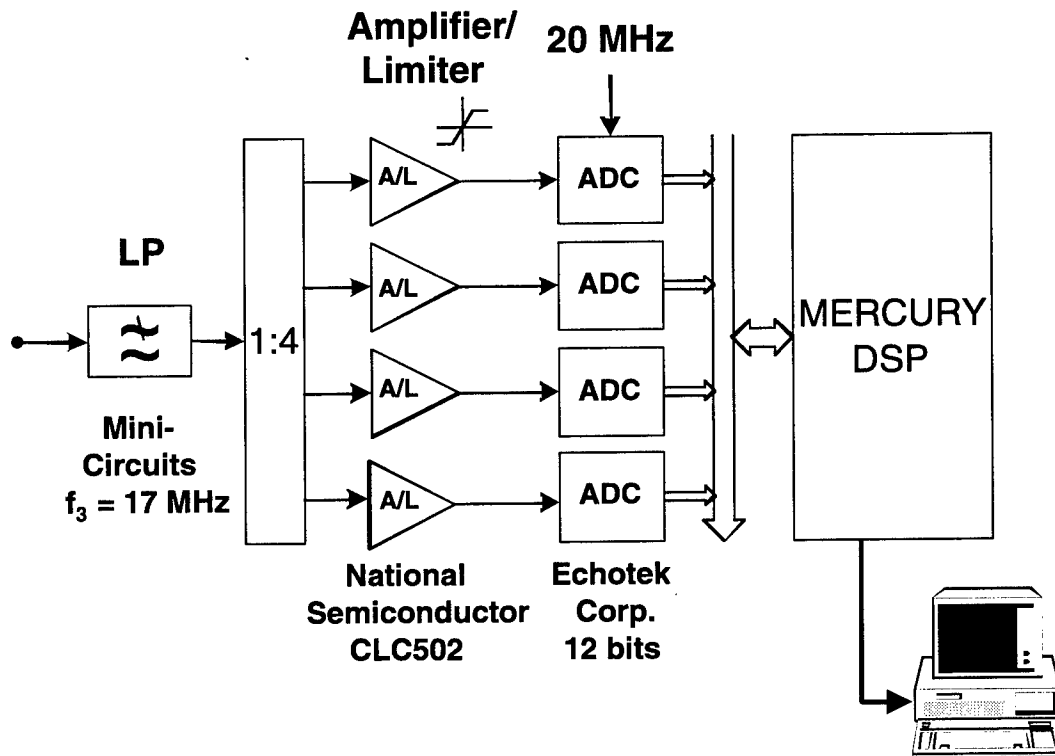 Amplifier/
Limiter
20 MHz
LP
A/L
ADC
A/L
ADC
1:4
A/L
ADC
A/L
ADC
MERCURY
DSP
Mini-
Circuits
f₃ = 17 MHz
National
Semiconductor
CLC502
Echotek
Corp.
12 bits